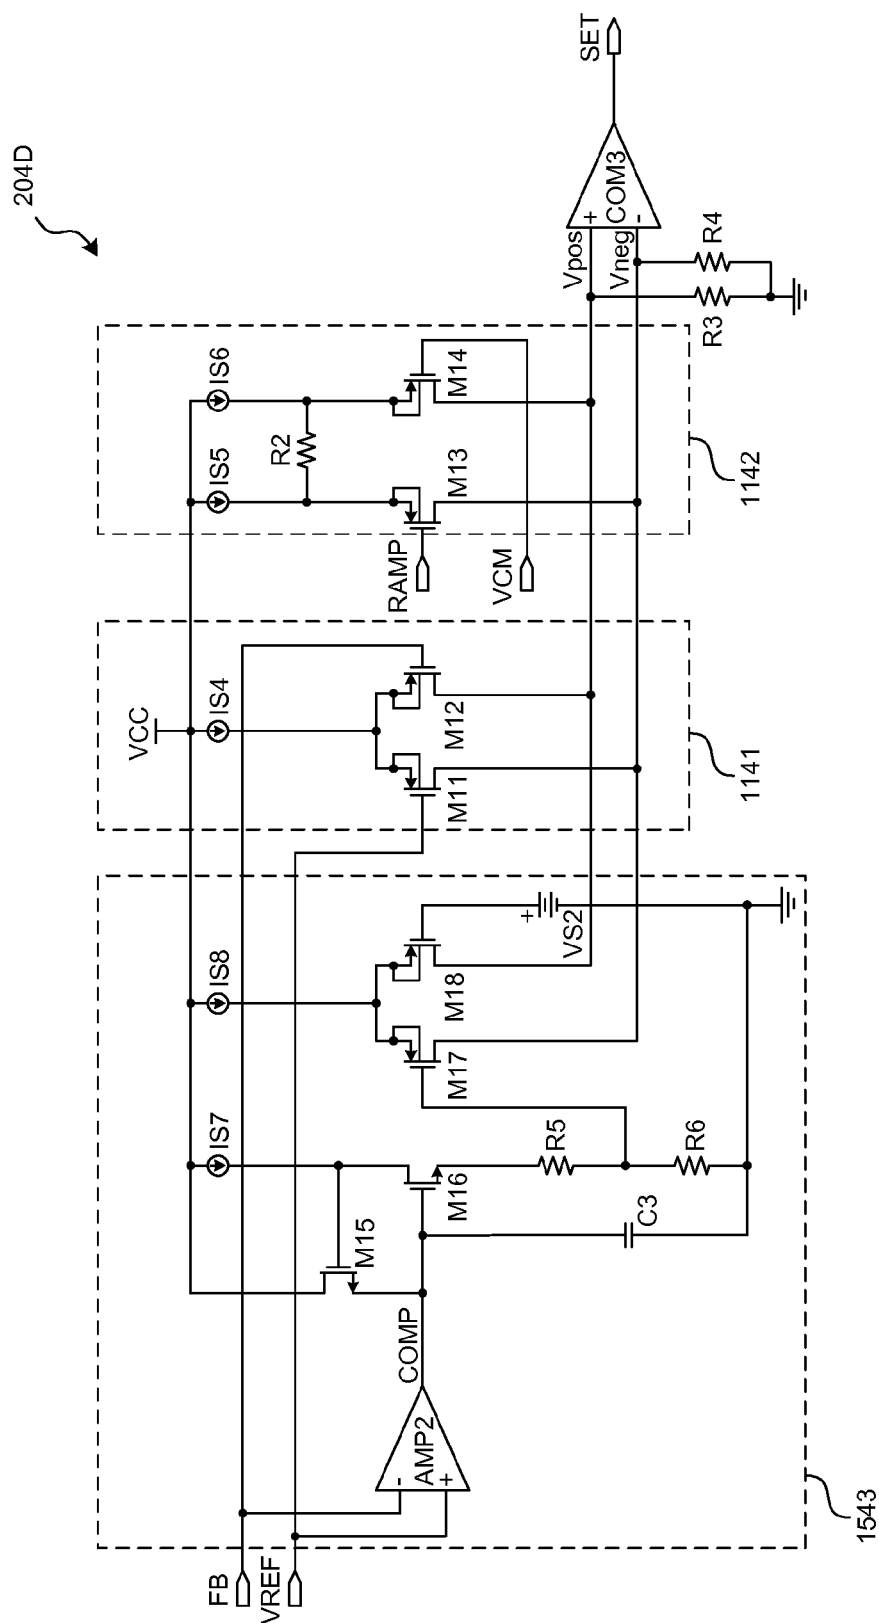 204D
FB
VREF
AMP2
-
+
COMP
M15
IS7
M16
R5
R6
C3
IS8
M17
M18
+
VS2
1543
VCC
IS4
M11
M12
1141
IS5
IS6
R2
RAMP
M13
M14
VCM
1142
Vpos
Vneg
+
-
COM3
SET
R3
R4